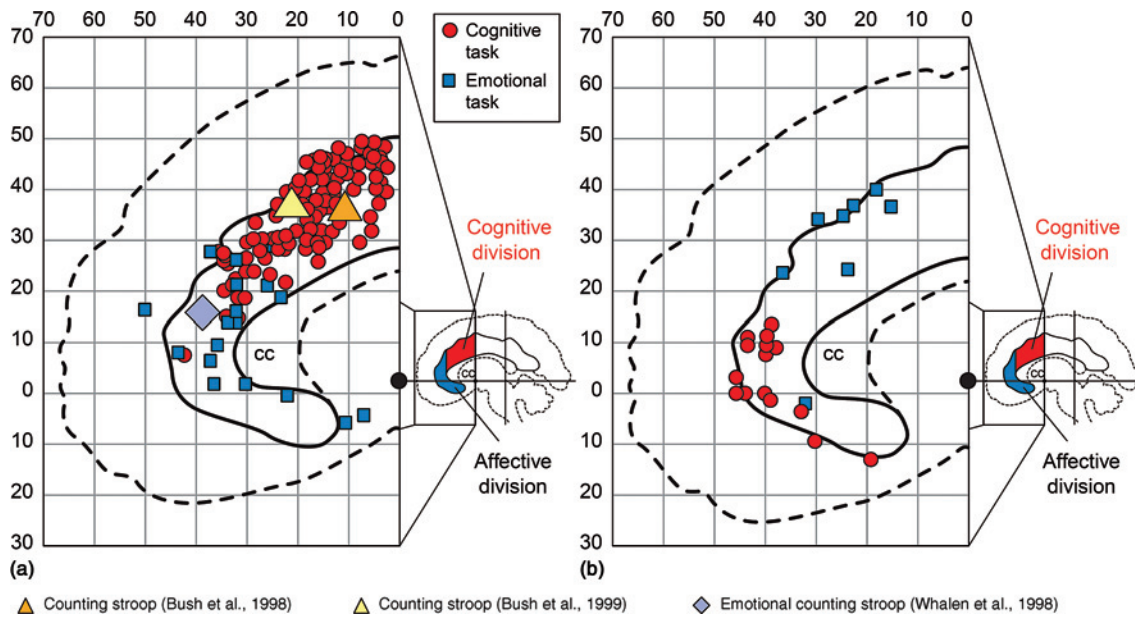 70 60 50 40 30 20 10 0
70
60
50
40
30
20
10
0
10
20
30
Cognitive
task
Emotional
task
Cognitive
division
cc
cc
Affective
division
(a)
70 60 50 40 30 20 10 0
70
60
50
40
30
20
10
0
10
20
30
Cognitive
division
cc
cc
Affective
division
(b)
Counting stroop (Bush et al., 1998)
Counting stroop (Bush et al., 1999)
Emotional counting stroop (Whalen et al., 1998)